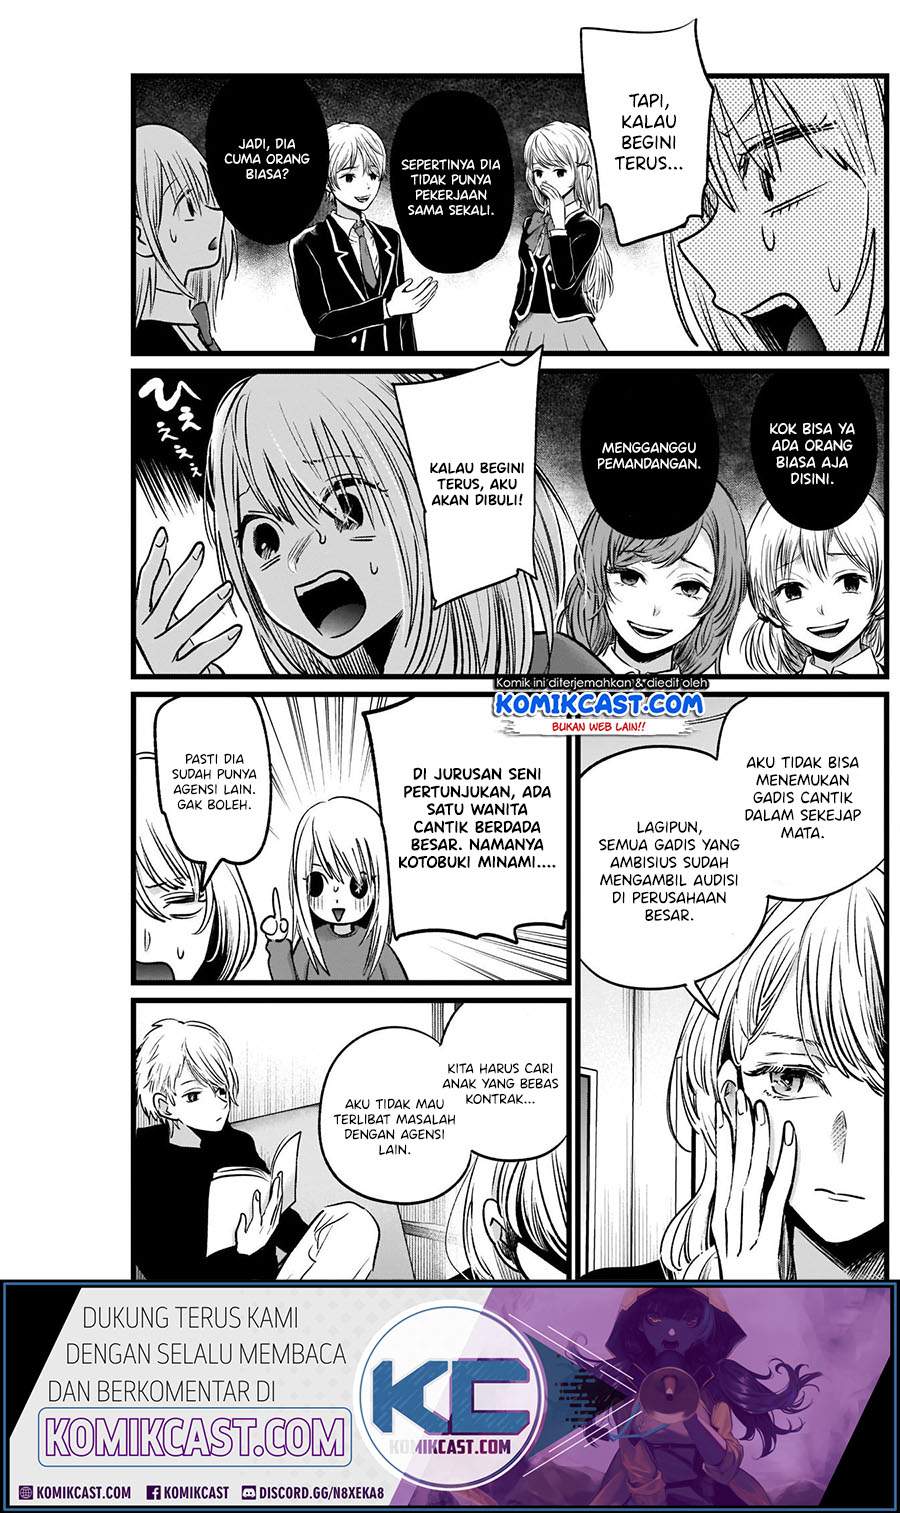 TAPI,
KALAU
BEGINI
TERUS...
SEPERTINYA DIA
TIDAK PUNYA
PEKERJAAN
SAMA SEKALI.
JADI, DIA
CUMA ORANG
BIASA?
KOK BISA YA
ADA ORANG
BIASA AJA
DISINI.
MENGGANGGU
PEMANDANGAN.
KALAU BEGINI
TERUS, AKU
AKAN DIBULI!
ひぇぇぇぇ
Komik ini diterjemahkan & diedit oleh
KOMIKCAST.COM
BUKAN WEB LAIN!!
AKU TIDAK BISA
MENEMUKAN
GADIS CANTIK
DALAM SEKEJAP
MATA.
LAGIPUN,
SEMUA GADIS YANG
AMBISIUS SUDAH
MENGAMBIL AUDISI
DI PERUSAHAAN
BESAR.
DI JURUSAN SENI
PERTUNJUKAN, ADA
SATU WANITA
CANTIK BERDADA
BESAR. NAMANYA
KOTOBUKI MINAMI....
PASTI DIA
SUDAH PUNYA
AGENSI LAIN.
GAK BOLEH.
KITA HARUS CARI
ANAK YANG BEBAS
KONTRAK...
AKU TIDAK MAU
TERLIBAT MASALAH
DENGAN AGENSI
LAIN.
DUKUNG TERUS KAMI
DENGAN SELALU MEMBACA
DAN BERKOMENTAR DI
KOMIKCAST.COM
KC
KOMIKCAST.COM
KOMIKCAST.COM KOMIKCAST DISCORD.GG/N8XEKA8